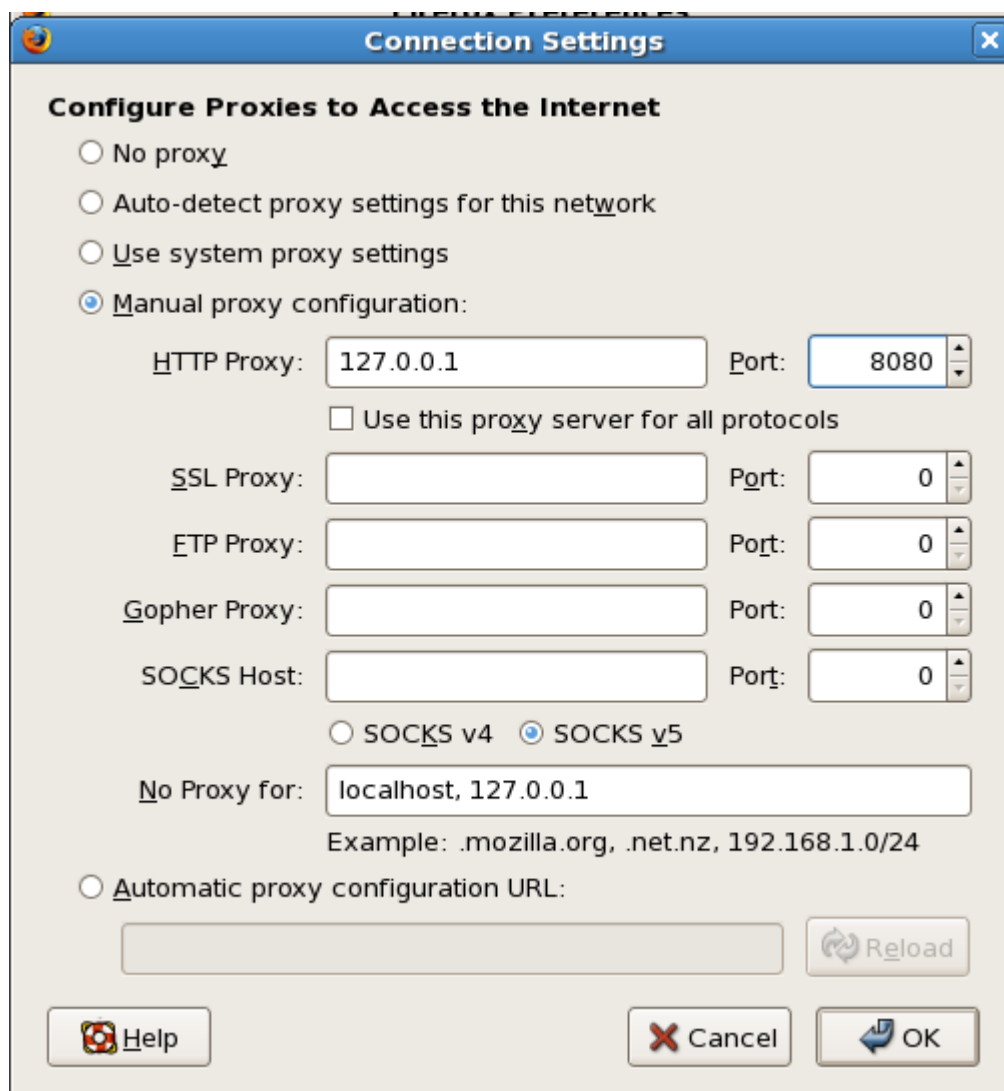 Connection Settings
Configure Proxies to Access the Internet
No proxy
Auto-detect proxy settings for this network
Use system proxy settings
Manual proxy configuration:
HTTP Proxy: 127.0.0.1 Port: 8080
Use this proxy server for all protocols
SSL Proxy: Port: 0
FTP Proxy: Port: 0
Gopher Proxy: Port: 0
SOCKS Host: Port: 0
SOCKS v4 SOCKS v5
No Proxy for: localhost, 127.0.0.1
Example: .mozilla.org, .net.nz, 192.168.1.0/24
Automatic proxy configuration URL:
Reload
Help Cancel OK